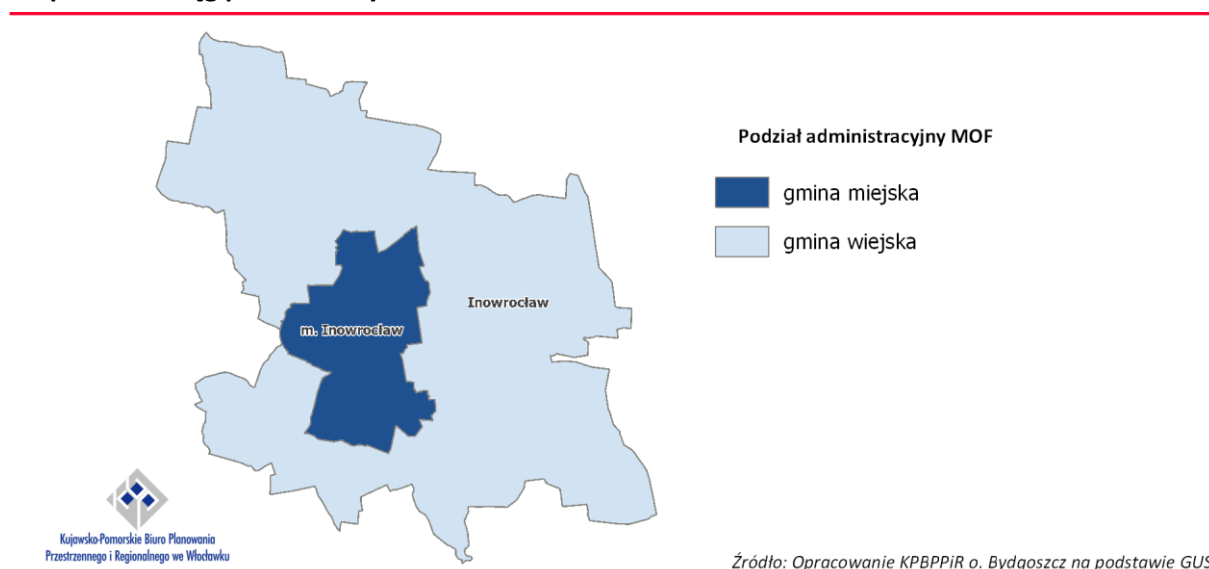 Podział administracyjny MOF
gmina miejska
gmina wiejska
Inowrocław
m. Inowrocław
Kujawsko-Pomorskie Biuro Planowania
Przestrzennego i Regionalnego we Włocławku
Źródło: Opracowanie KPBPPiR o. Bydgoszcz na podstawie GUS